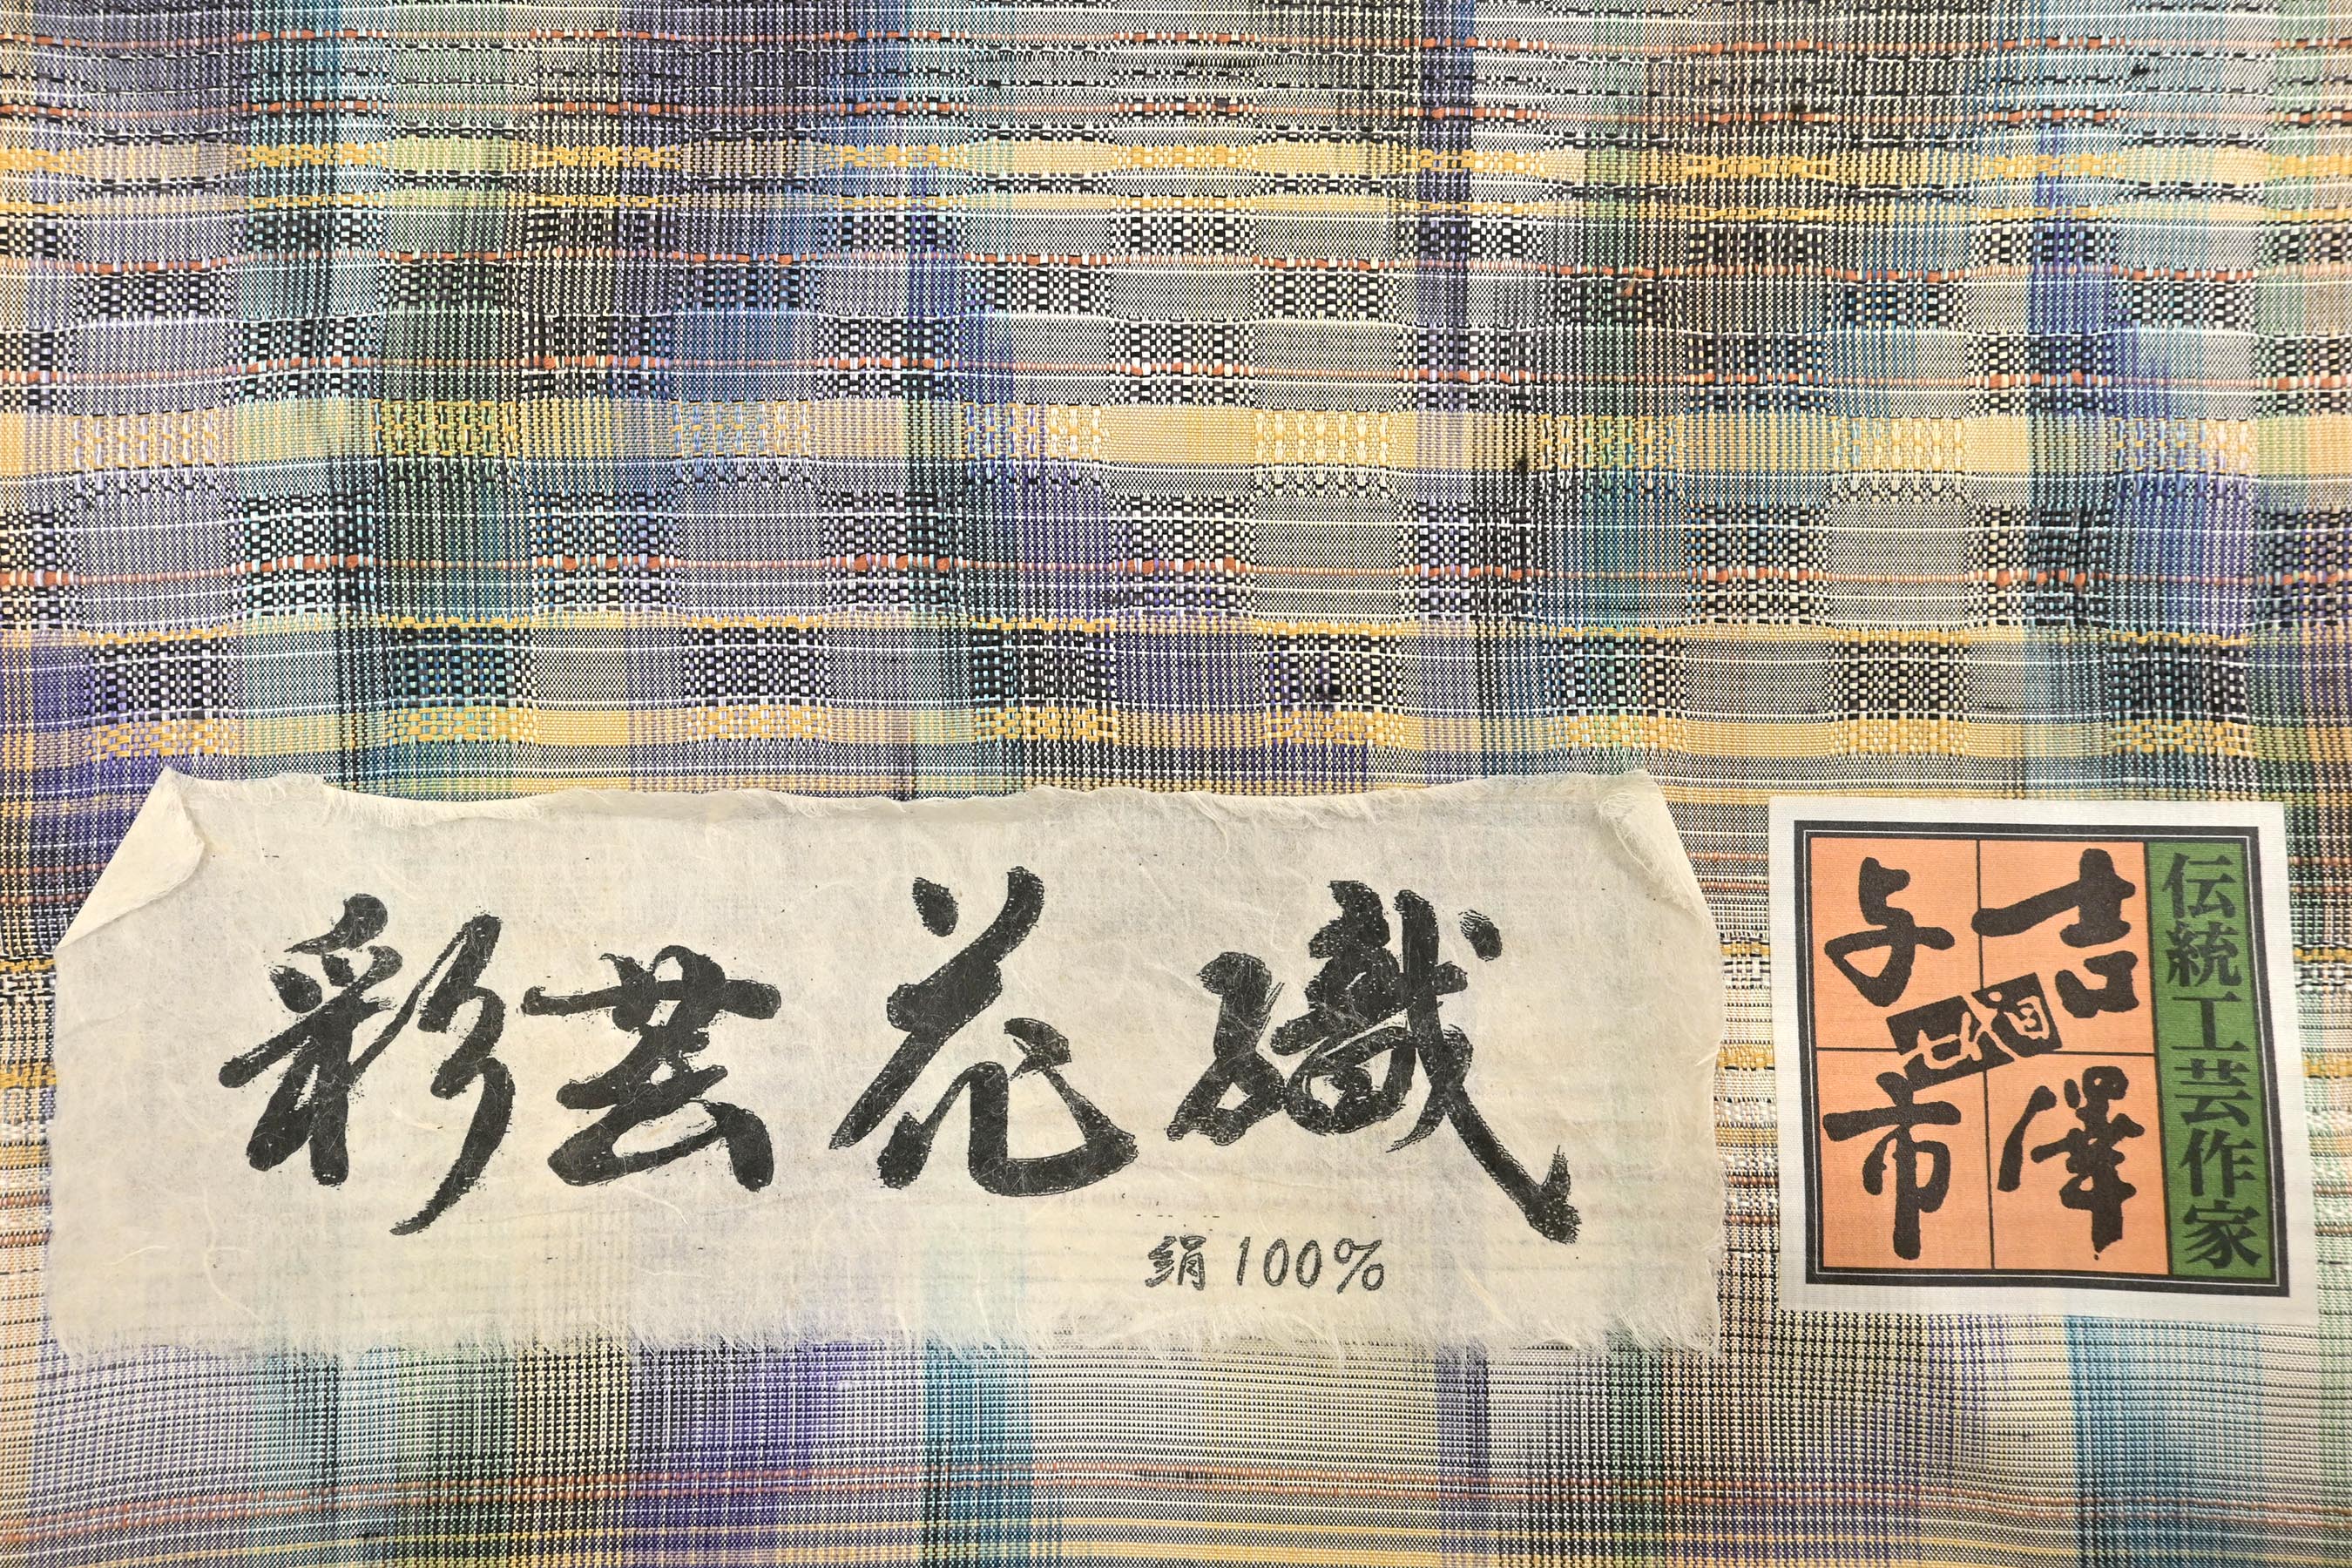 彩芸花織
絹100%
伝統工芸作家
吉澤
与市